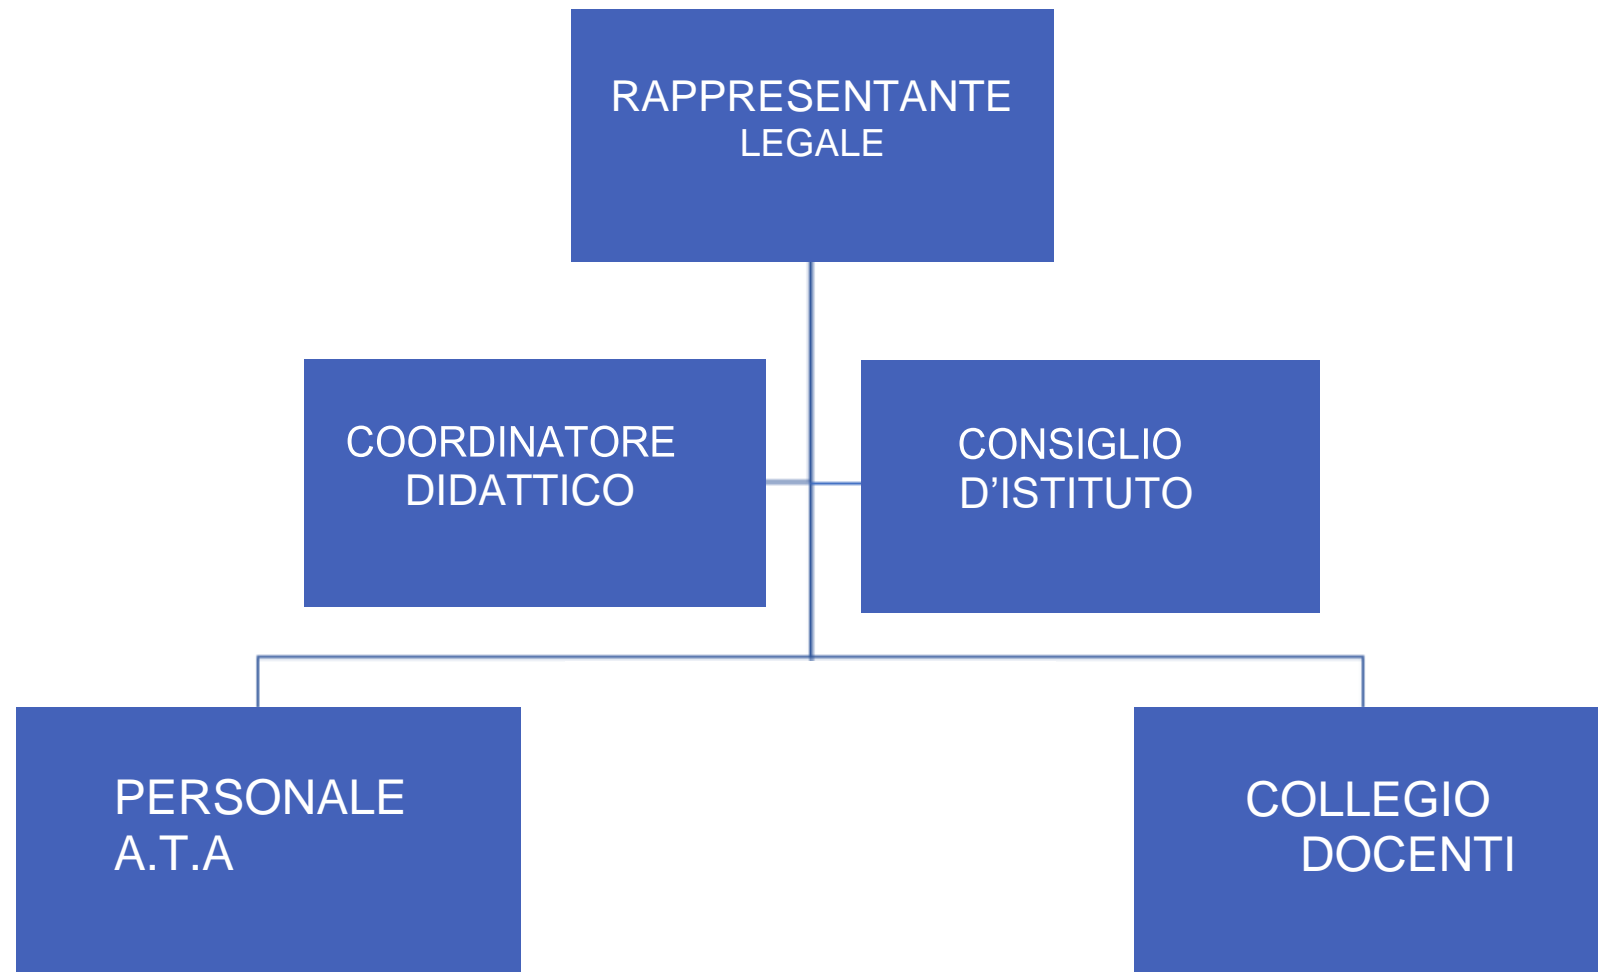 RAPPRESENTANTE
LEGALE
COORDINATORE
DIDATTICO
CONSIGLIO
D’ISTITUTO
PERSONALE
A.T.A
COLLEGIO
DOCENTI